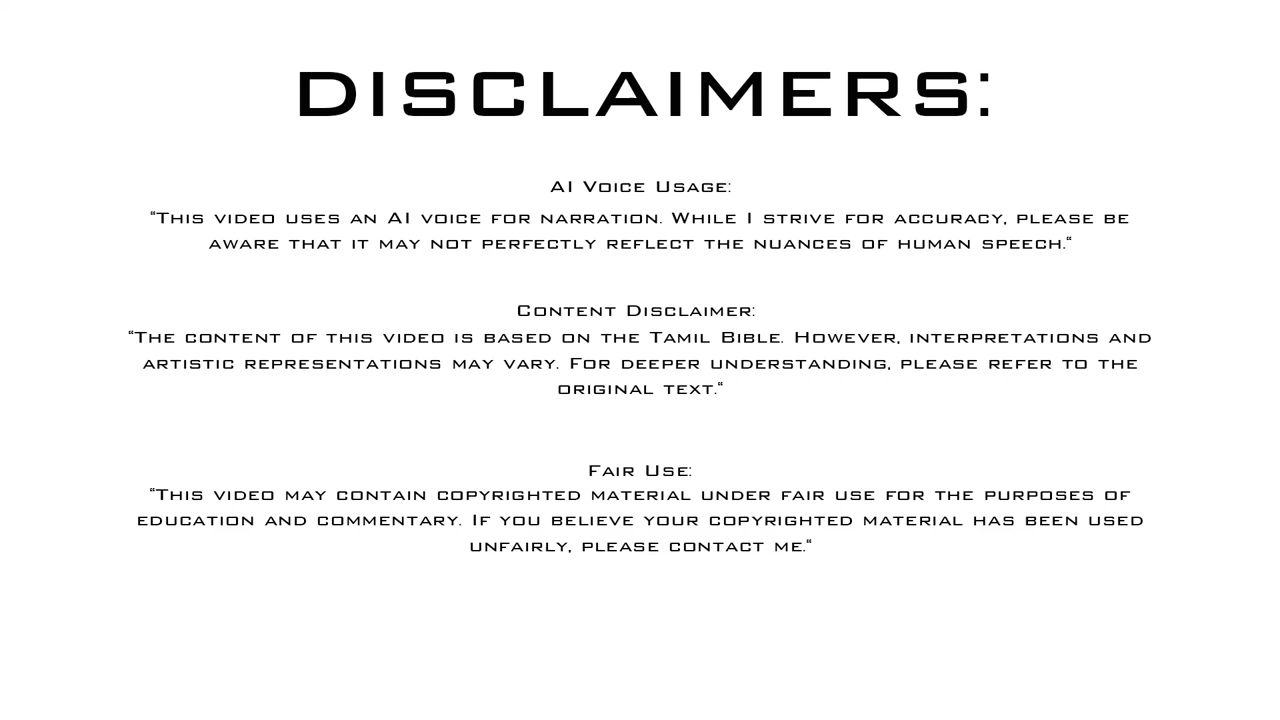 DISCLAIMERS:
AI Voice Usage:
“This video uses an AI voice for narration. While I strive for accuracy, please be
aware that it may not perfectly reflect the nuances of human speech.“
Content Disclaimer:
“The content of this video is based on the Tamil Bible. However, interpretations and
artistic representations may vary. For deeper understanding, please refer to the
original text.“
Fair Use:
“This video may contain copyrighted material under fair use for the purposes of
education and commentary. If you believe your copyrighted material has been used
unfairly, please contact me.“